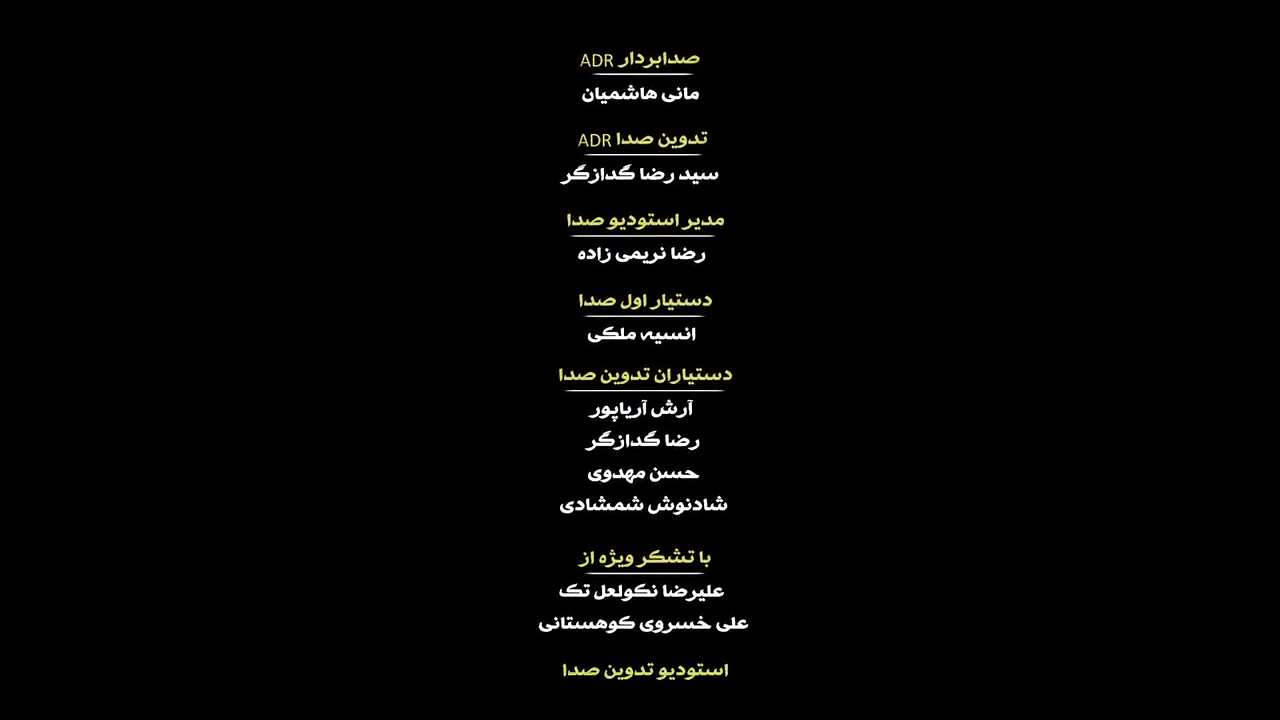 صدابردار ADR
مانی هاشمیان
تدوین صدا ADR
سید رضا گدازگر
مدیر استودیو صدا
رضا نریمی زاده
دستیار اول صدا
انسیه ملکی
دستیاران تدوین صدا
آرش آریاپور
رضا گدازگر
حسن مهدوی
شادنوش شمشادی
با تشکر ویژه از
علیرضا نکولعل تک
علی خسروی کوهستانی
استودیو تدوین صدا